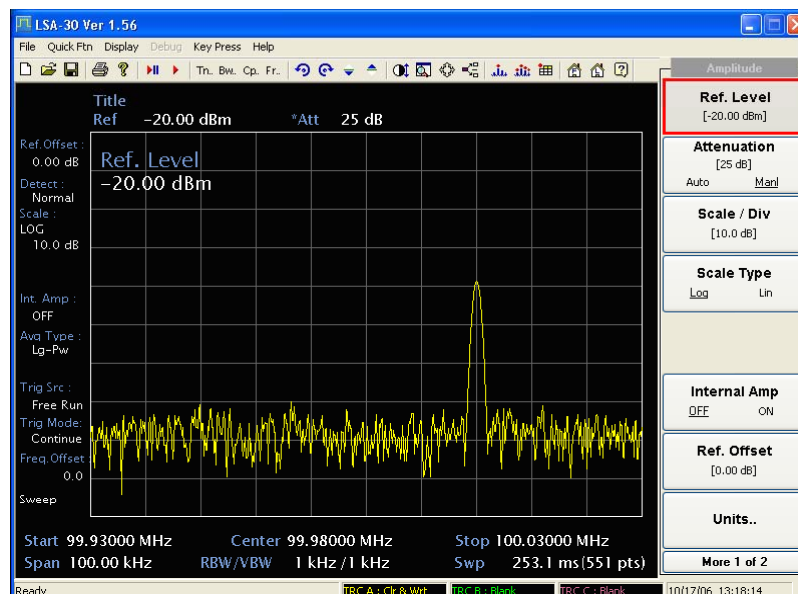 LSA-30 Ver 1.56
File Quick Ftn Display Debug Key Press Help
Tn.. Bw.. Cp.. Fr..
Amplitude
Title
Ref -20.00 dBm *Att 25 dB
Ref. Level
-20.00 dBm
Ref.Offset :
0.00 dB
Detect :
Normal
Scale :
LOG
10.0 dB
Int. Amp :
OFF
Avg Type :
Lg-Pw
Trig Src :
Free Run
Trig Mode:
Continue
Freq.Offset
0.0
Sweep
Start 99.93000 MHz Center 99.98000 MHz Stop 100.03000 MHz
Span 100.00 kHz RBW/VBW 1 kHz /1 kHz Swp 253.1 ms(551 pts)
Ref. Level
[-20.00 dBm]
Attenuation
[25 dB]
Auto Manl
Scale / Div
[10.0 dB]
Scale Type
Log Lin
Internal Amp
OFF ON
Ref. Offset
[0.00 dB]
Units..
More 1 of 2
Ready TRC A : Clr & Wrt TRC B : Blank TRC C : Blank 10/17/06 13:18:14